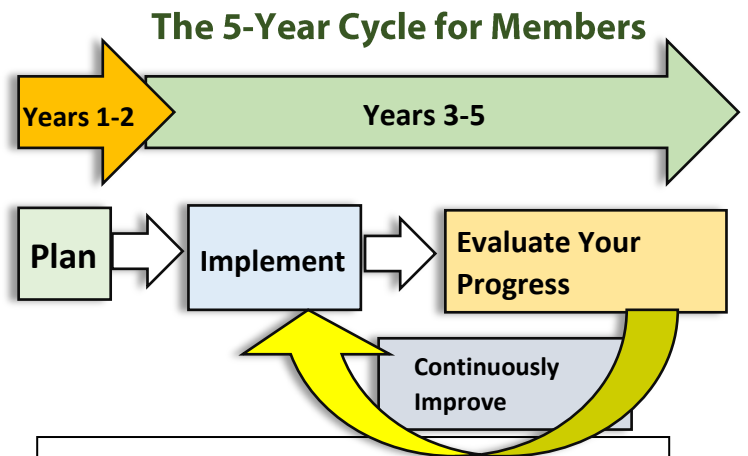 The 5-Year Cycle for Members
Years 1-2
Years 3-5
Plan
Implement
Evaluate Your
Progress
Continuously
Improve